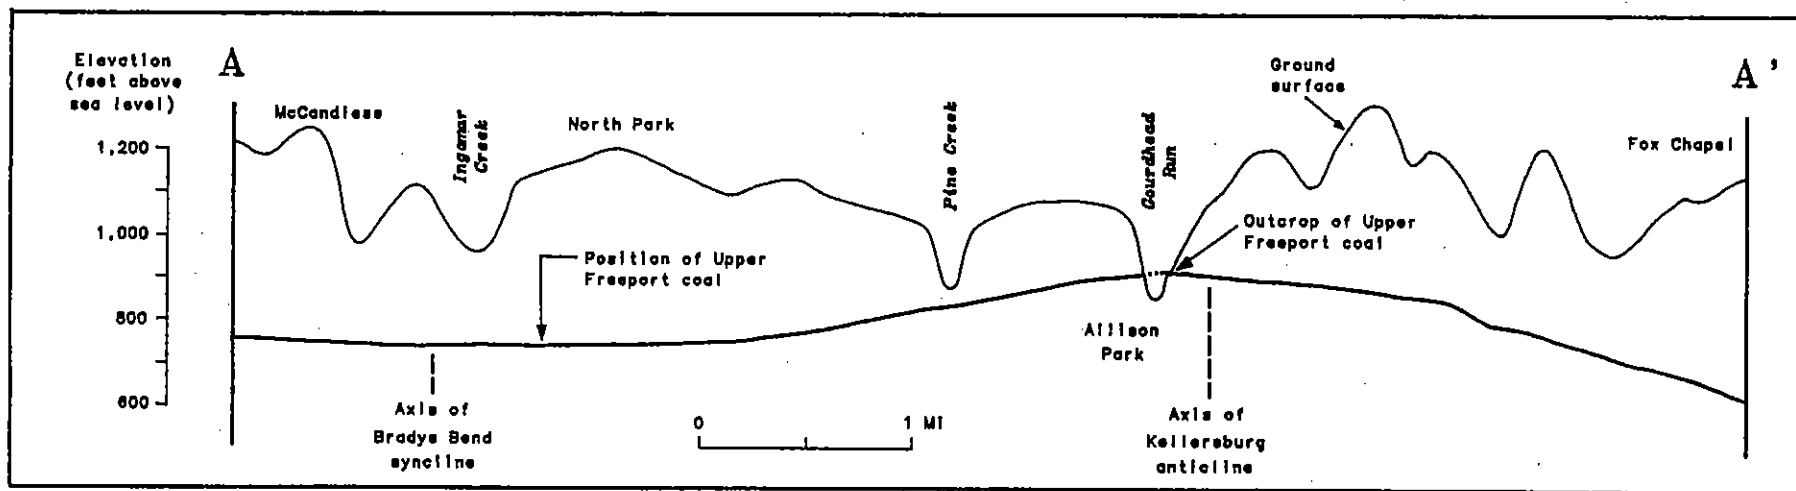 Elevation
(feet above
sea level)
A
A'
McCandless
Ingomar
Creek
North Park
Pine Creek
Gourdhead
Run
Ground
surface
Fox Chapel
1,200
1,000
800
600
Position of Upper
Freeport coal
Outcrop of Upper
Freeport coal
Allison
Park
Axis of
Bradys Bend
syncline
0 1 MI
Axis of
Kellersburg
anticline